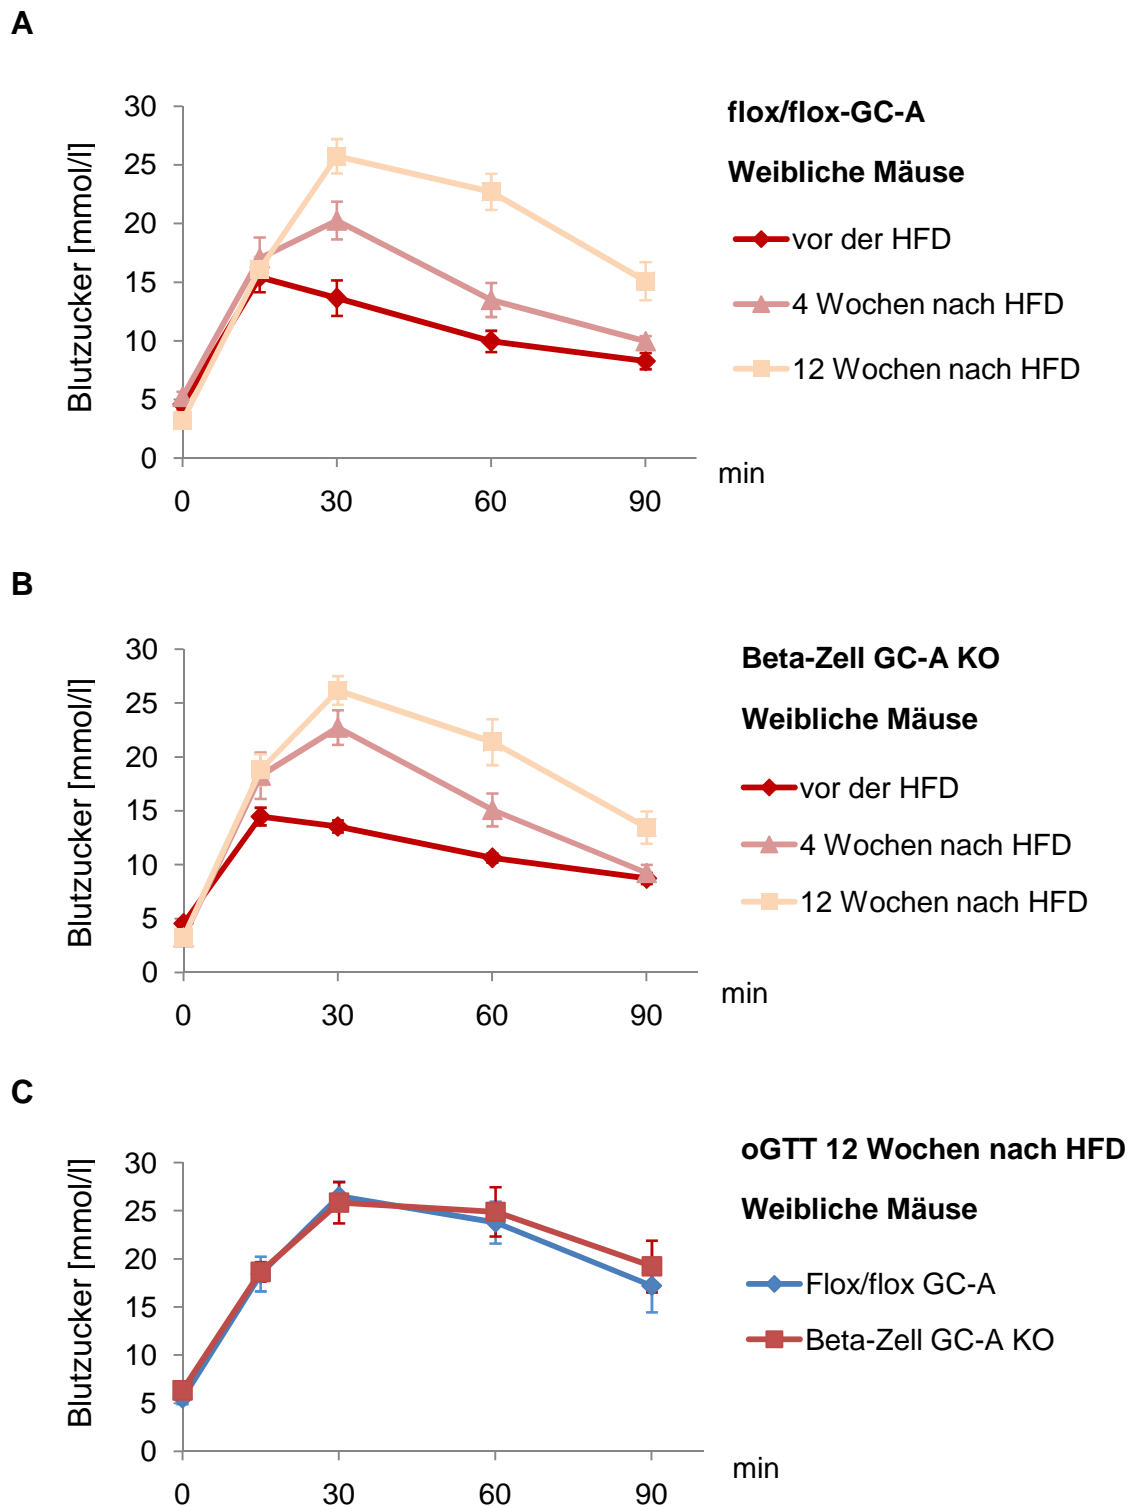 A
Blutzucker [mmol/l]
30
25
20
15
10
5
0
0
30
60
90
min
flox/flox-GC-A
Weibliche Mäuse
vor der HFD
4 Wochen nach HFD
12 Wochen nach HFD
B
Blutzucker [mmol/l]
30
25
20
15
10
5
0
0
30
60
90
min
Beta-Zell GC-A KO
Weibliche Mäuse
vor der HFD
4 Wochen nach HFD
12 Wochen nach HFD
C
Blutzucker [mmol/l]
30
25
20
15
10
5
0
0
30
60
90
min
oGTT 12 Wochen nach HFD
Weibliche Mäuse
Flox/flox GC-A
Beta-Zell GC-A KO